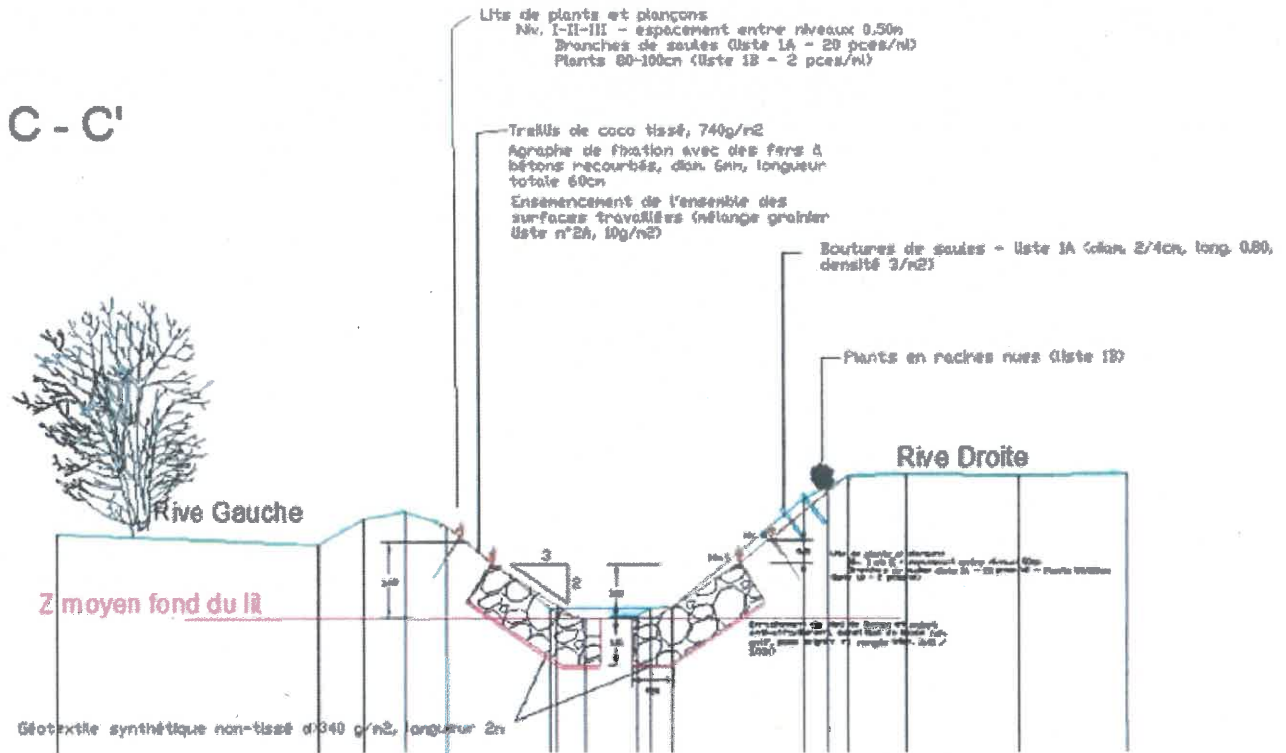 Lits de plants et plançons
Niv. I-II-III - espacement entre niveaux 0,50m
Branches de saules (liste 1A - 20 pces/ml)
Plants 80-100cm (liste 1B - 2 pces/ml)
C - C'
Treillis de coco tissé, 740g/m2
Agraphe de fixation avec des fers à
bétons recourbés, diam. 6mm, longueur
totale 60cm
Ensemencement de l'ensemble des
surfaces travaillées (mélange grainier
liste n°2A, 10g/m2)
Boutures de saules - liste 1A (diam. 2/4cm, long. 0.80,
densité 3/m2)
Plants en racines nues (liste 1B)
Rive Droite
Rive Gauche
3
2
Z moyen fond du lit
Lits de plants et plançons
Géotextile synthétique non-tissé d>340 g/m2, longueur 2m